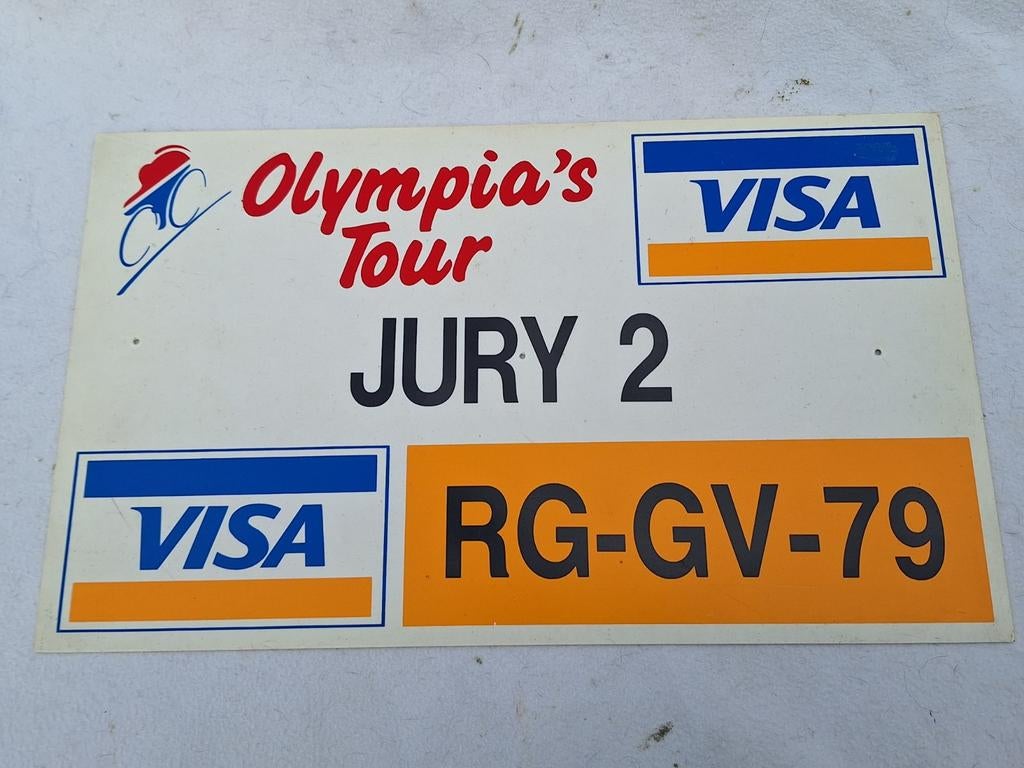 Olympia's
Tour
VISA
JURY 2
VISA
RG-GV-79